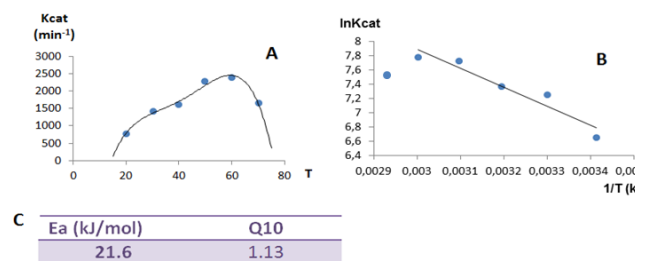 Kcat
(min-1)
A
3000
2500
2000
1500
1000
500
0
0 20 40 60 80 T
lnKcat
B
8
7,8
7,6
7,4
7,2
7
6,8
6,6
6,4
0,0029 0,003 0,0031 0,0032 0,0033 0,0034
1/T (k
C
Ea (kJ/mol) Q10
21.6 1.13